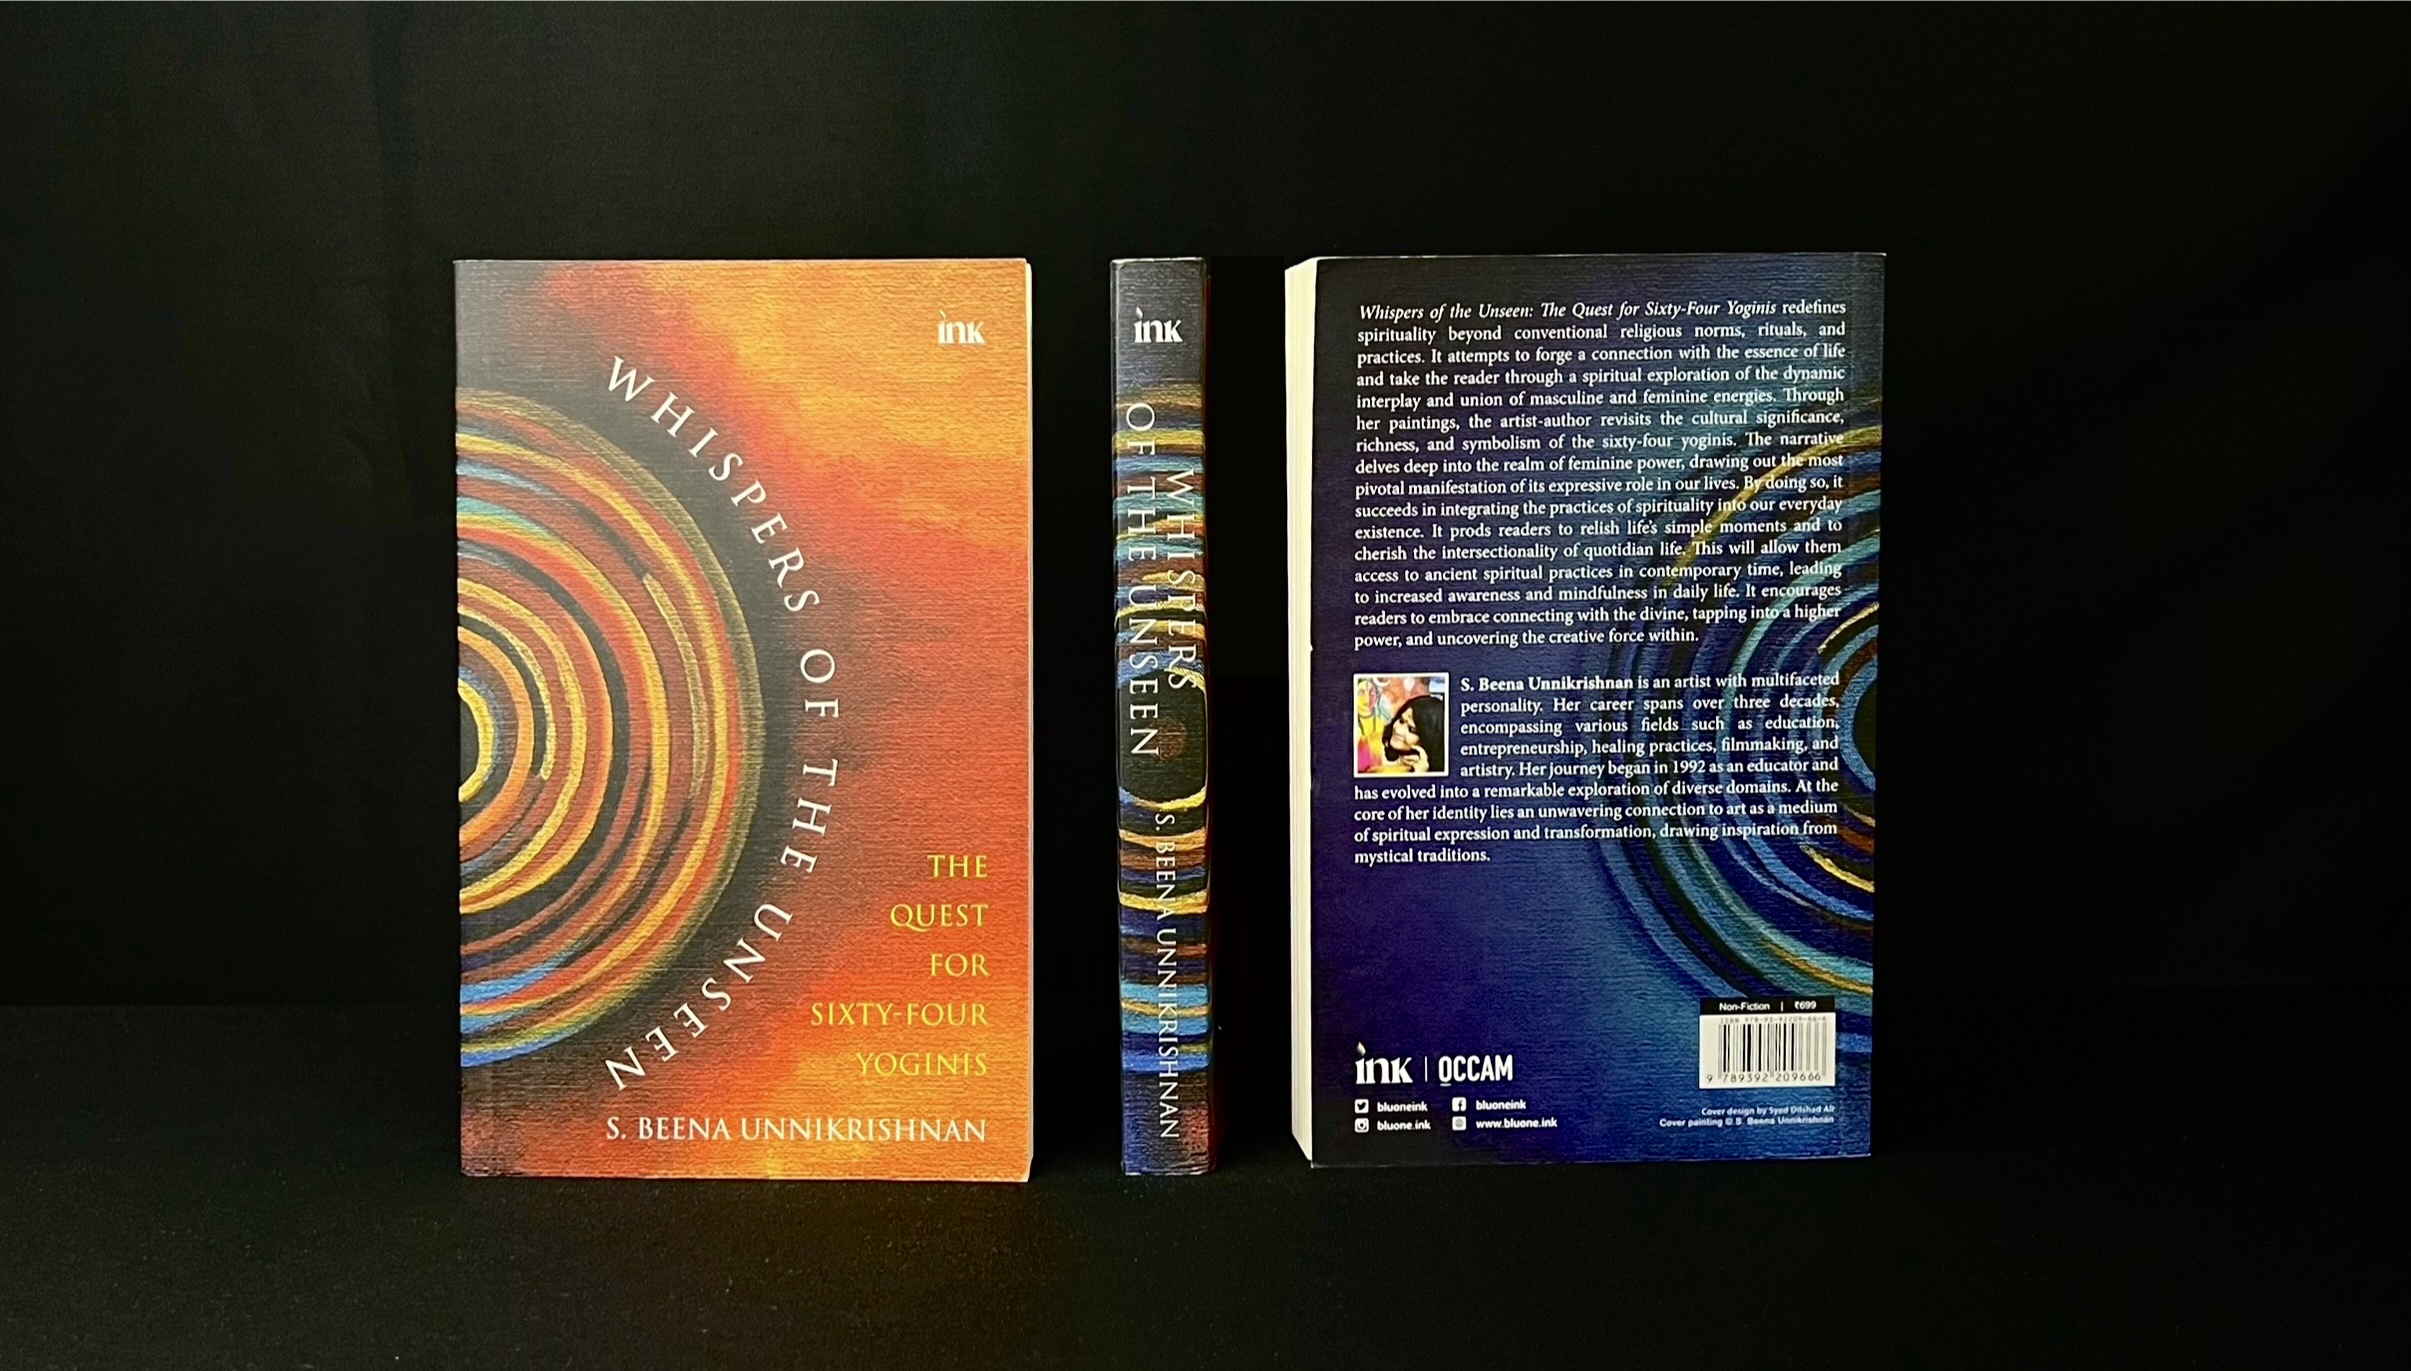 ink
WHISPERS OF THE UNSEEN
THE
QUEST
FOR
SIXTY-FOUR
YOGINIS
S. BEENA UNNIKRISHNAN
ink
WHISPERS
OF THE UNSEEN
S. BEENA UNNIKRISHNAN
Whispers of the Unseen: The Quest for Sixty-Four Yoginis redefines
spirituality beyond conventional religious norms, rituals, and
practices. It attempts to forge a connection with the essence of life
and take the reader through a spiritual exploration of the dynamic
interplay and union of masculine and feminine energies. Through
her paintings, the artist-author revisits the cultural significance,
richness, and symbolism of the sixty-four yoginis. The narrative
delves deep into the realm of feminine power, drawing out the most
pivotal manifestation of its expressive role in our lives. By doing so, it
succeeds in integrating the practices of spirituality into our everyday
existence. It prods readers to relish life's simple moments and to
cherish the intersectionality of quotidian life. This will allow them
access to ancient spiritual practices in contemporary time, leading
to increased awareness and mindfulness in daily life. It encourages
readers to embrace connecting with the divine, tapping into a higher
power, and uncovering the creative force within.
S. Beena Unnikrishnan is an artist with multifaceted
personality. Her career spans over three decades,
encompassing various fields such as education,
entrepreneurship, healing practices, filmmaking, and
artistry. Her journey began in 1992 as an educator and
has evolved into a remarkable exploration of diverse domains. At the
core of her identity lies an unwavering connection to art as a medium
of spiritual expression and transformation, drawing inspiration from
mystical traditions.
Non-Fiction | ₹699
ISBN 978-93-92209-66-6
9 789392 209666
ink | OCCAM
bluoneink bluoneink
bluone.ink www.bluone.ink
Cover design by Syed Dilshad Ali
Cover painting © S. Beena Unnikrishnan